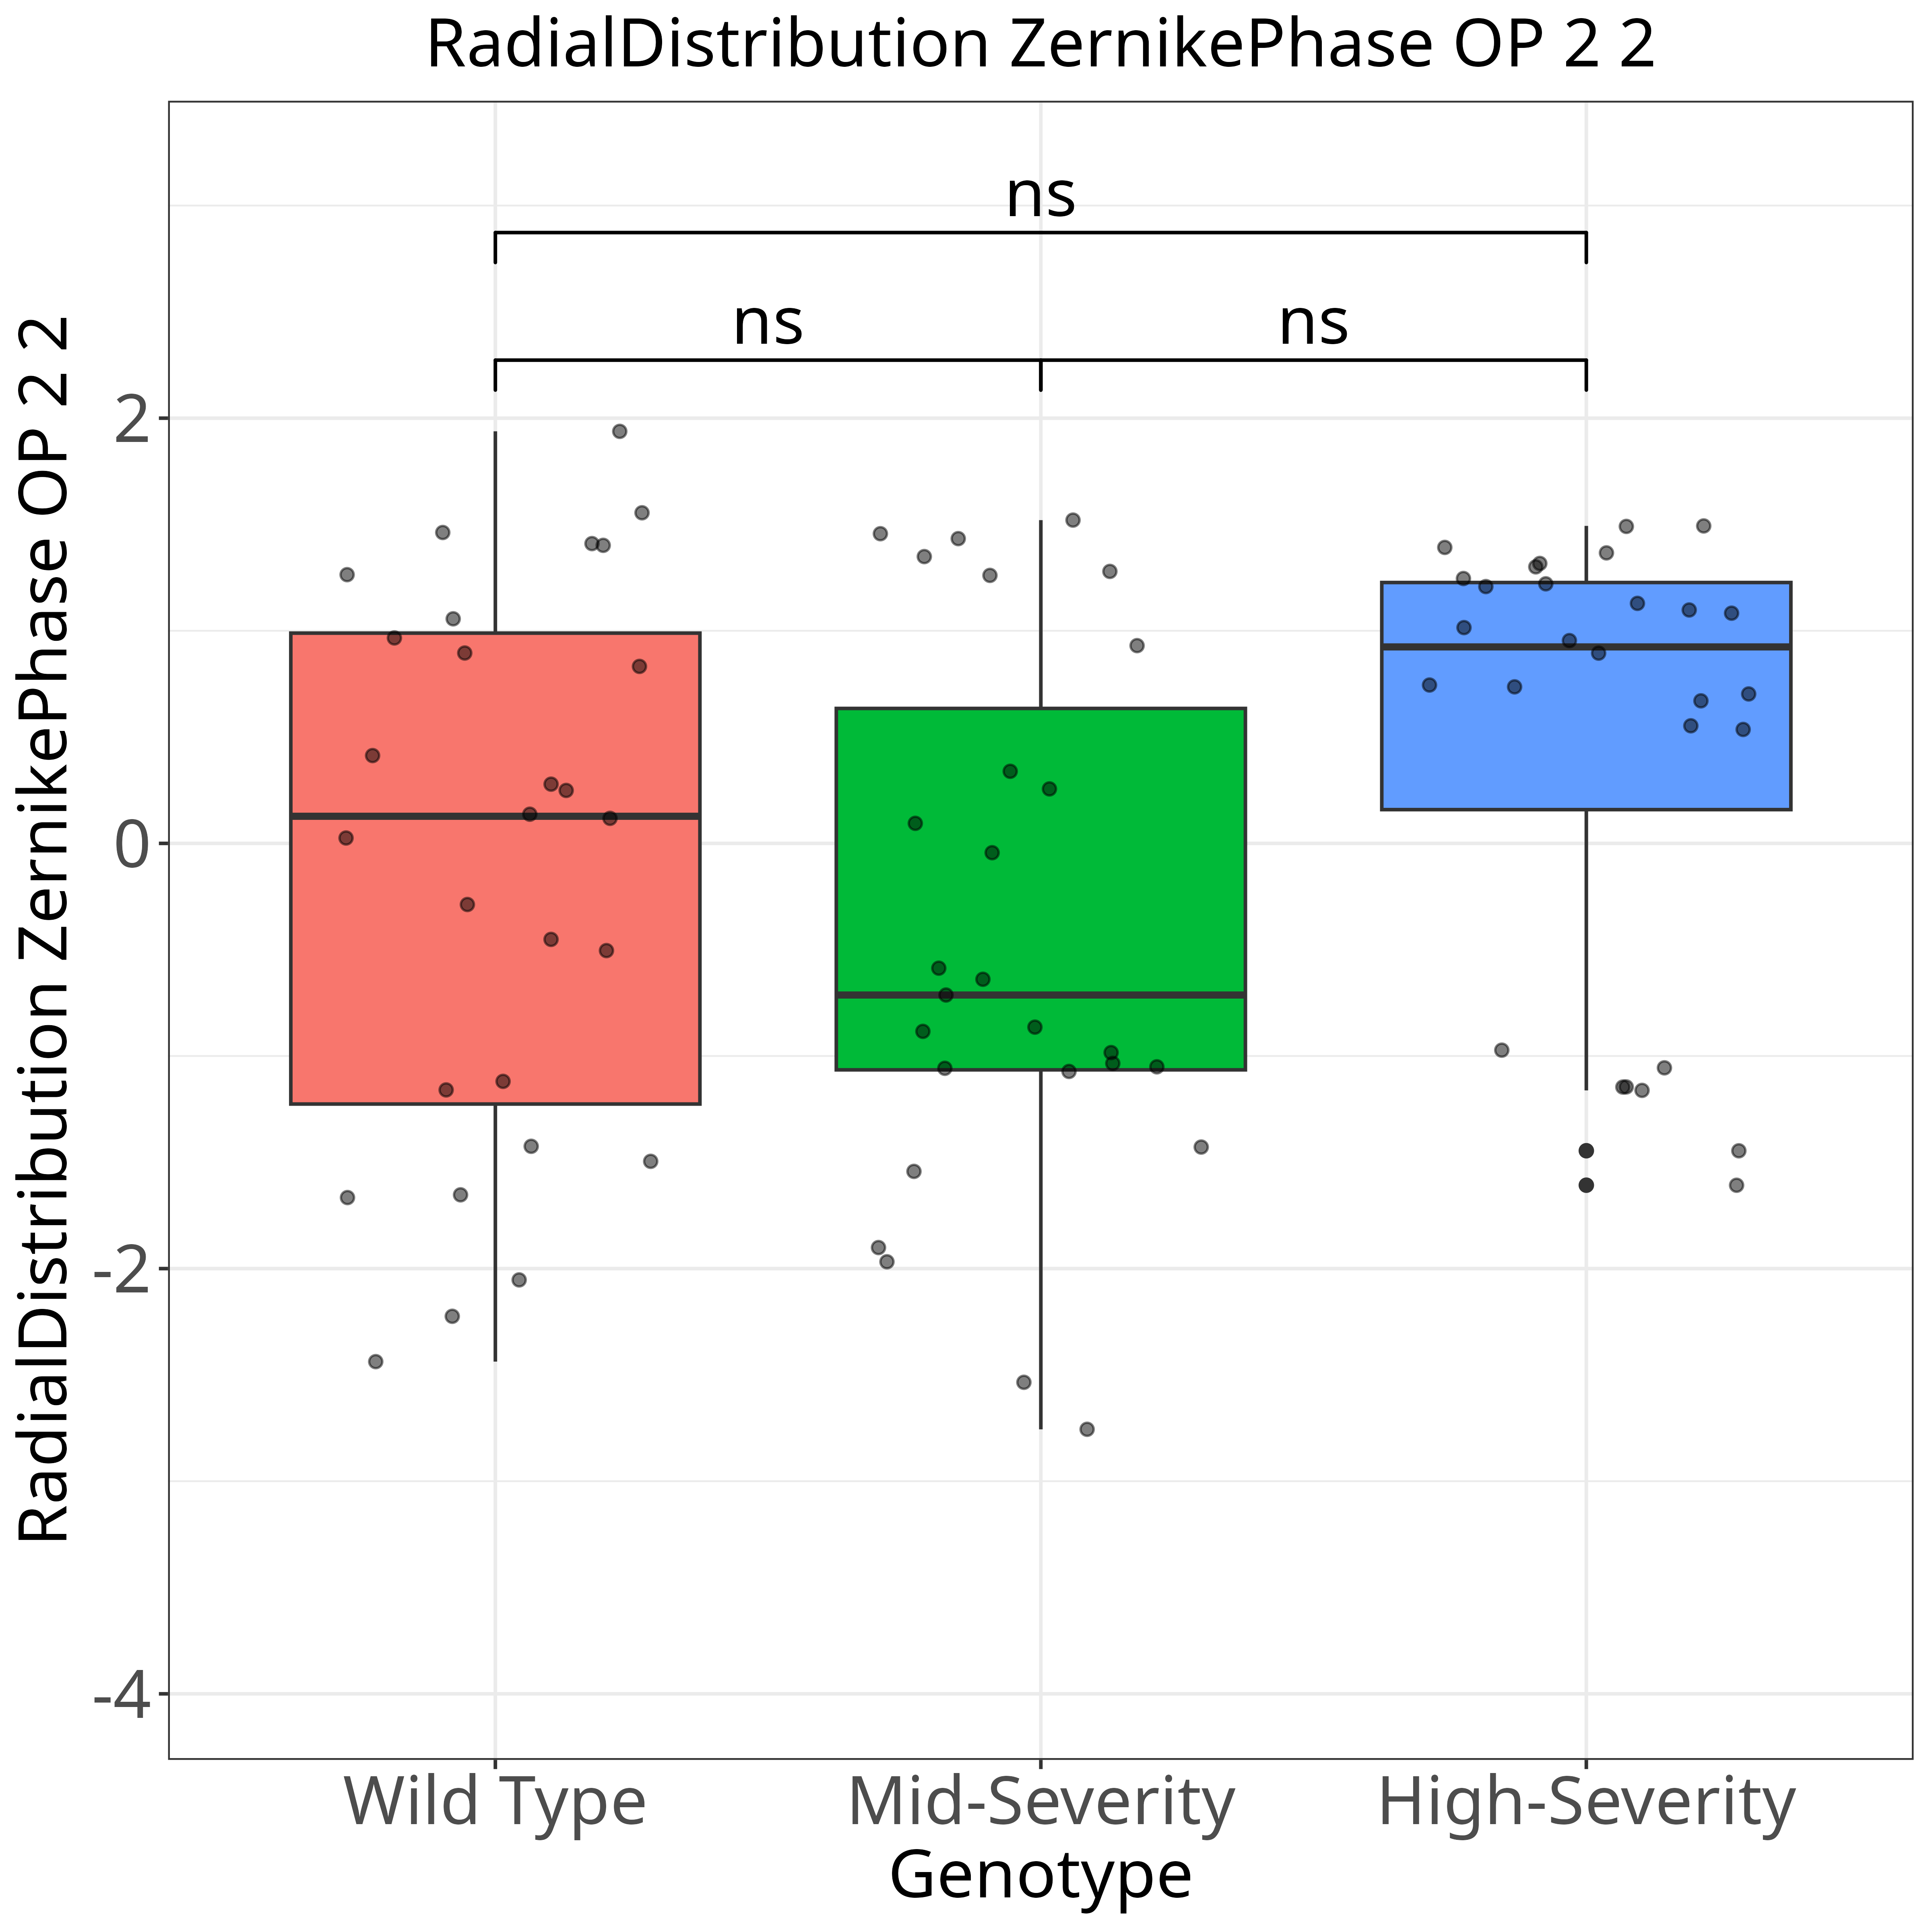 RadialDistribution ZernikePhase OP 2 2
RadialDistribution ZernikePhase OP 2 2
ns
ns ns
2
0
-2
-4
Wild Type Mid-Severity High-Severity
Genotype